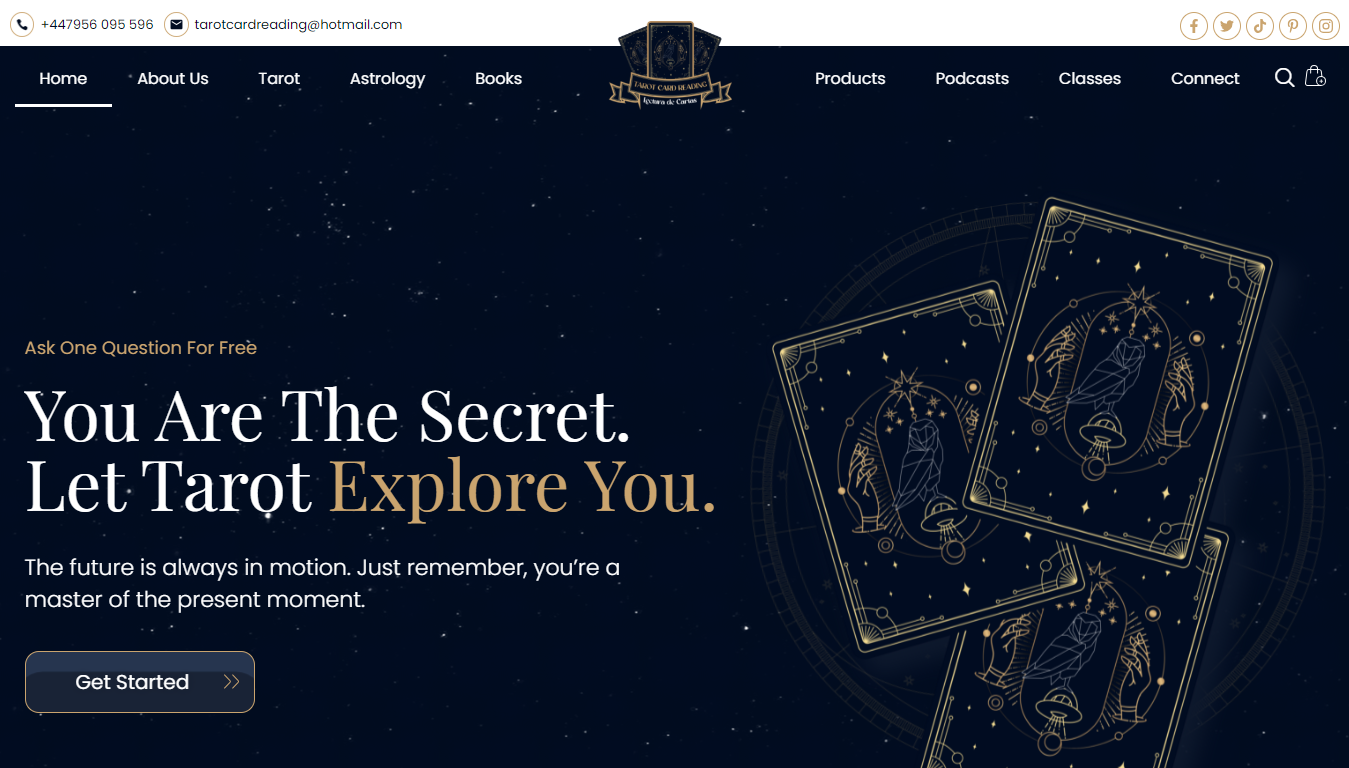 +447956 095 596 tarotcardreading@hotmail.com
Home About Us Tarot Astrology Books
TAROT CARD READING
Lectura de Cartas
Products Podcasts Classes Connect
Ask One Question For Free
You Are The Secret.
Let Tarot Explore You.
The future is always in motion. Just remember, you’re a
master of the present moment.
Get Started